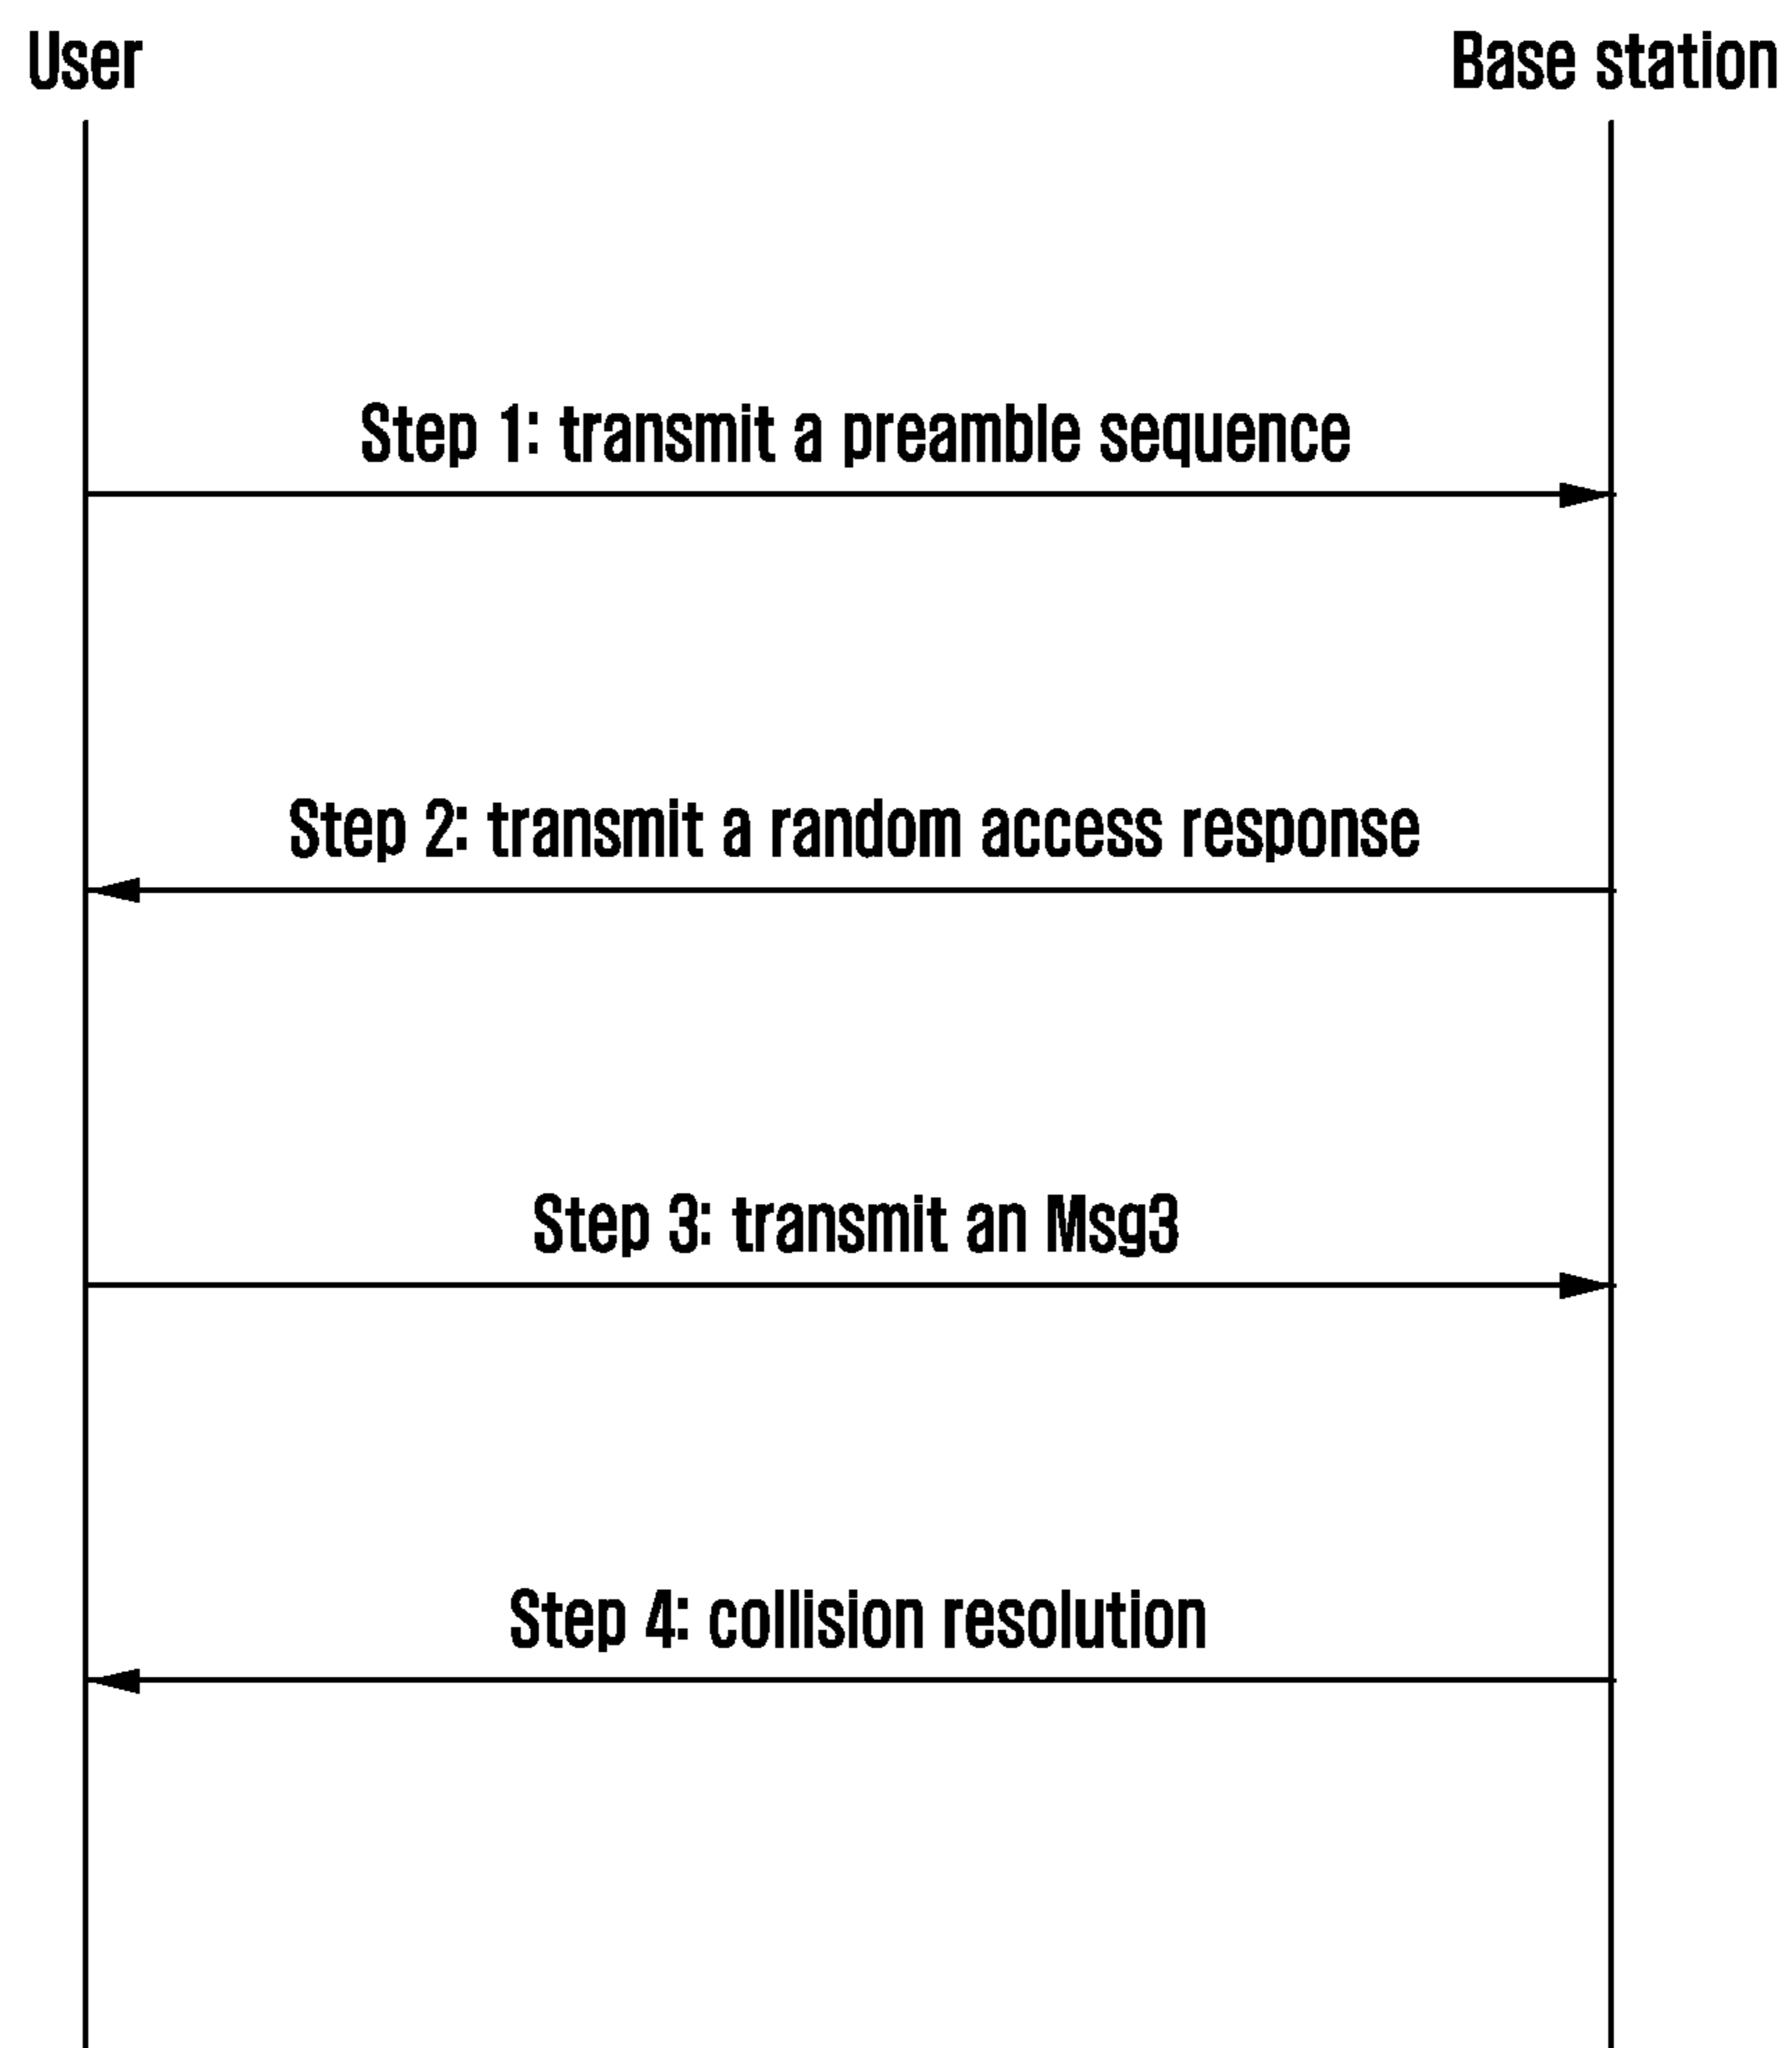 User
Base station
Step 1: transmit a preamble sequence
Step 2: transmit a random access response
Step 3: transmit an Msg3
Step 4: collision resolution